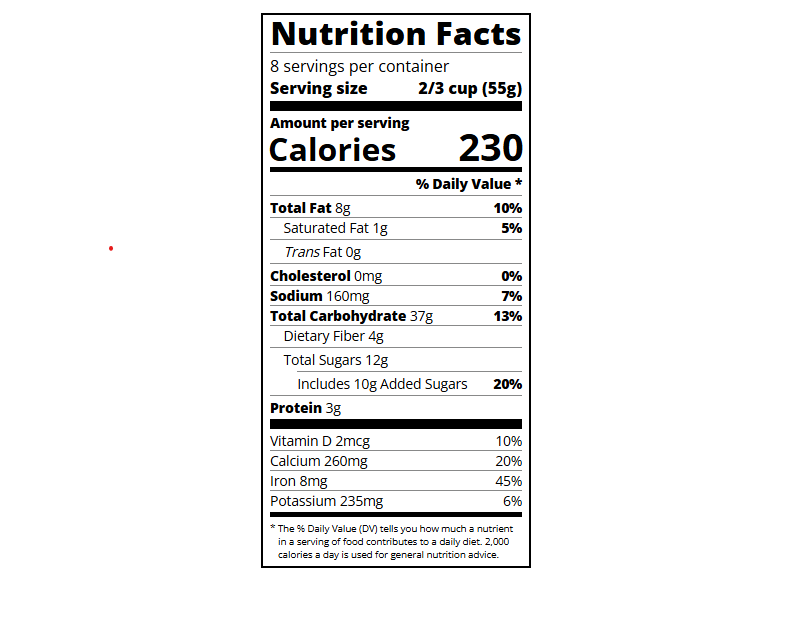 Nutrition Facts
8 servings per container
Serving size 2/3 cup (55g)
Amount per serving
Calories 230
% Daily Value *
Total Fat 8g 10%
Saturated Fat 1g 5%
Trans Fat 0g
Cholesterol 0mg 0%
Sodium 160mg 7%
Total Carbohydrate 37g 13%
Dietary Fiber 4g
Total Sugars 12g
Includes 10g Added Sugars 20%
Protein 3g
Vitamin D 2mcg 10%
Calcium 260mg 20%
Iron 8mg 45%
Potassium 235mg 6%
* The % Daily Value (DV) tells you how much a nutrient
in a serving of food contributes to a daily diet. 2,000
calories a day is used for general nutrition advice.